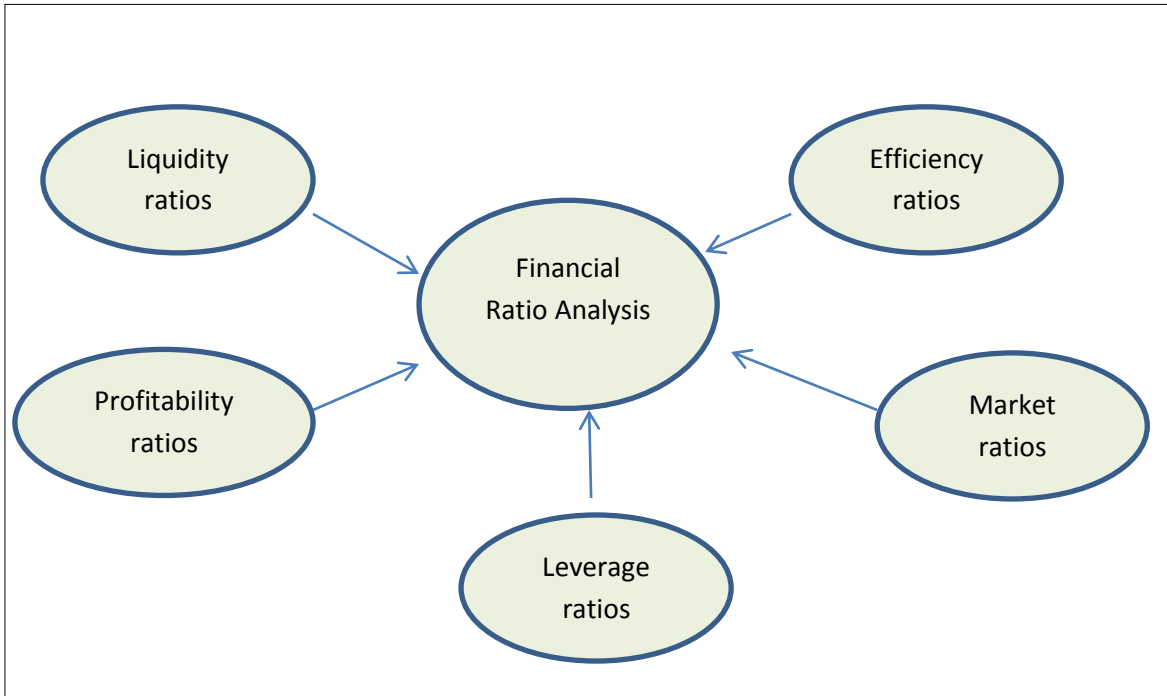 Liquidity
ratios
Efficiency
ratios
Financial
Ratio Analysis
Profitability
ratios
Market
ratios
Leverage
ratios